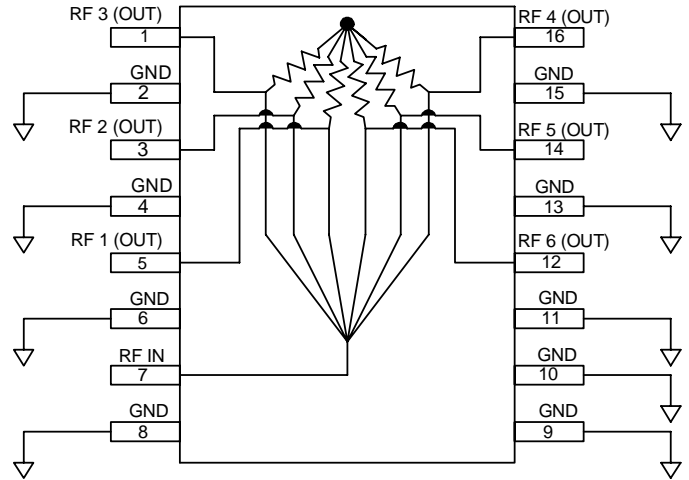 RF 3 (OUT)
1
GND
2
RF 2 (OUT)
3
GND
4
RF 1 (OUT)
5
GND
6
RF IN
7
GND
8
RF 4 (OUT)
16
GND
15
RF 5 (OUT)
14
GND
13
RF 6 (OUT)
12
GND
11
GND
10
GND
9